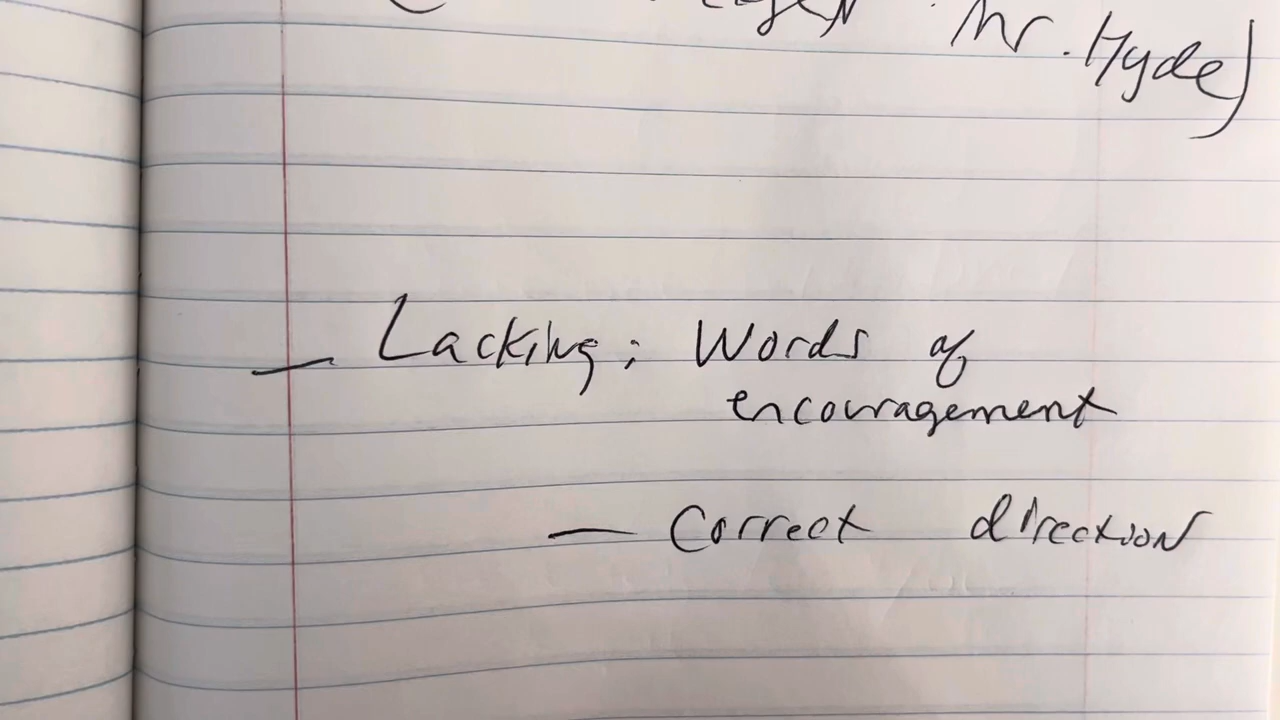 Mr. Hyde)
— Lacking; Words of
encouragement
— Correct direction